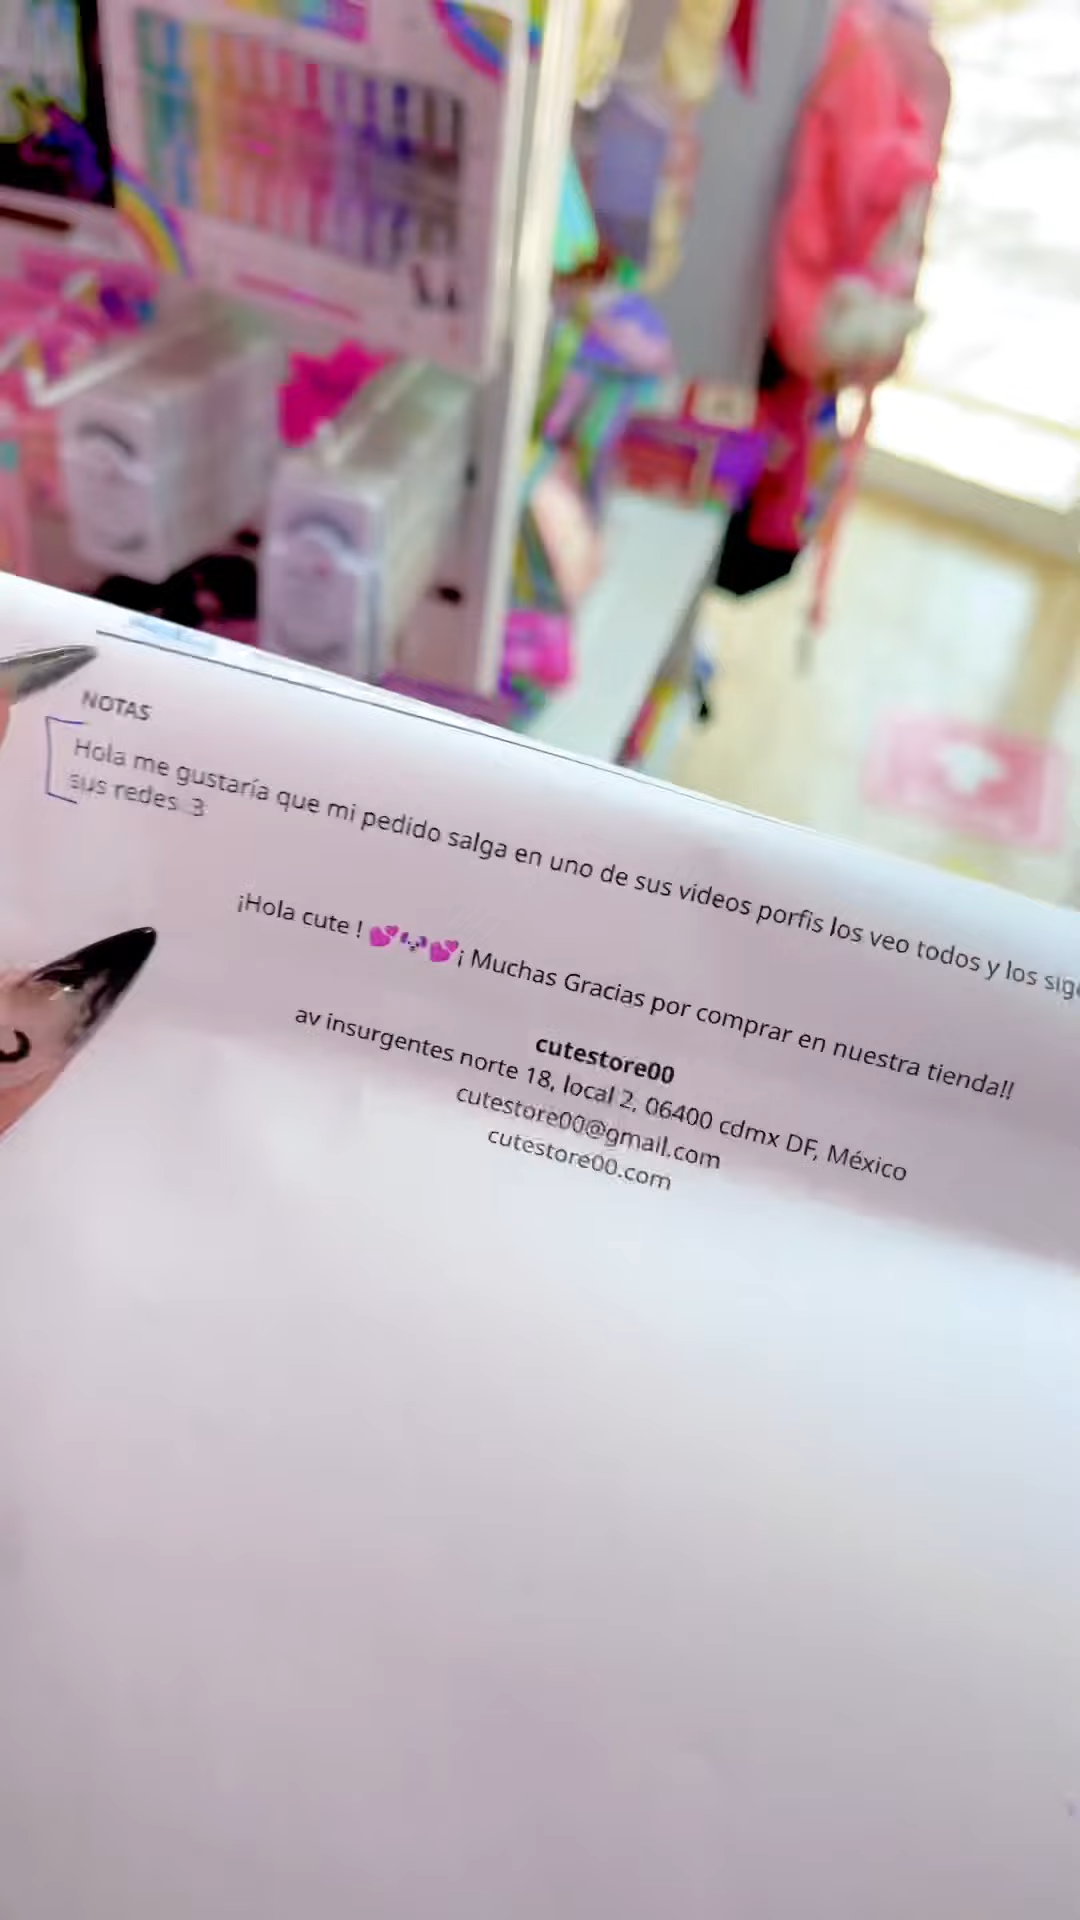 NOTAS
Hola me gustaría que mi pedido salga en uno de sus videos porfis los veo todos y los sig
sus redes :3
¡Hola cute ! 💕🐶💕¡ Muchas Gracias por comprar en nuestra tienda!!
cutestore00
av insurgentes norte 18, local 2, 06400 cdmx DF, México
cutestore00@gmail.com
cutestore00.com